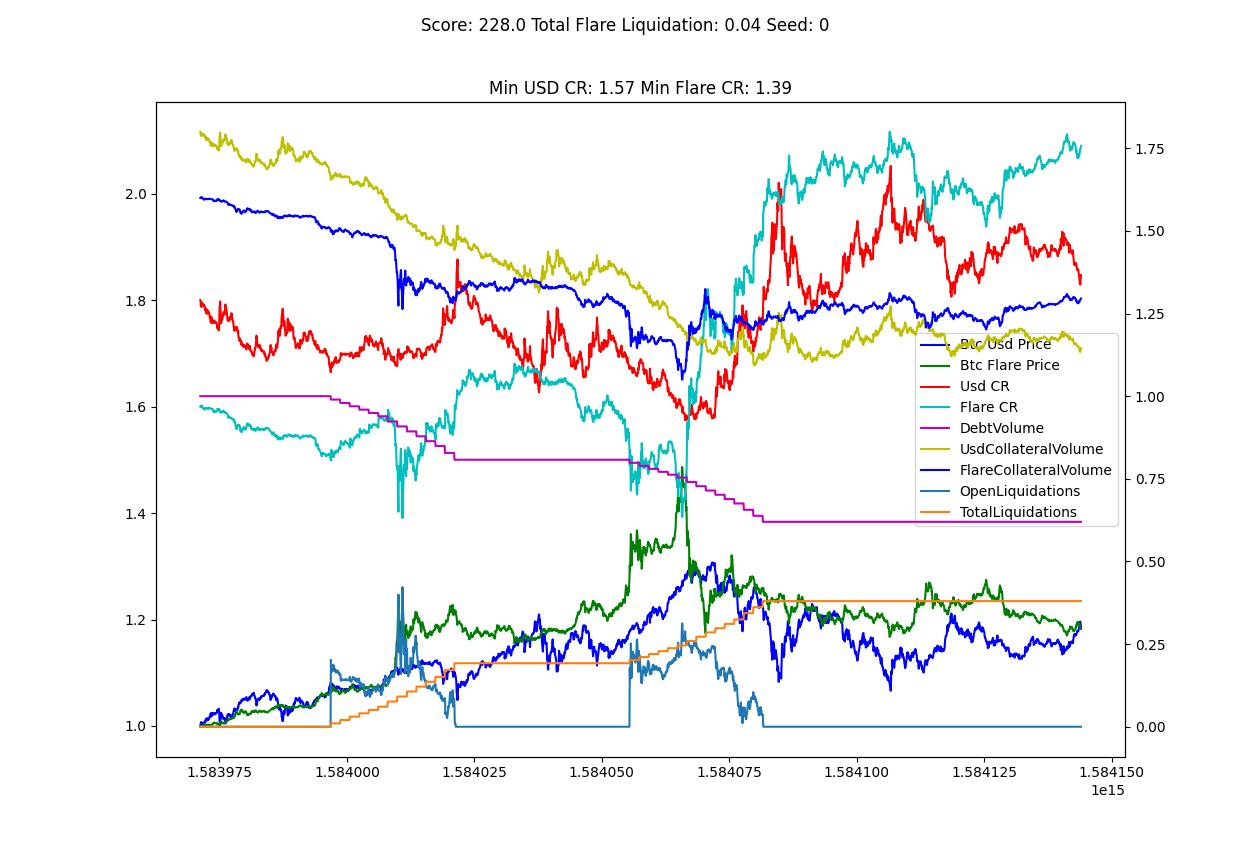 Score: 228.0 Total Flare Liquidation: 0.04 Seed: 0
Min USD CR: 1.57 Min Flare CR: 1.39
2.0
1.8
1.6
1.4
1.2
1.0
1.75
1.50
1.25
1.00
0.75
0.50
0.25
0.00
Btc Usd Price
Btc Flare Price
Usd CR
Flare CR
DebtVolume
UsdCollateralVolume
FlareCollateralVolume
OpenLiquidations
TotalLiquidations
1.583975 1.584000 1.584025 1.584050 1.584075 1.584100 1.584125 1.584150
1e15